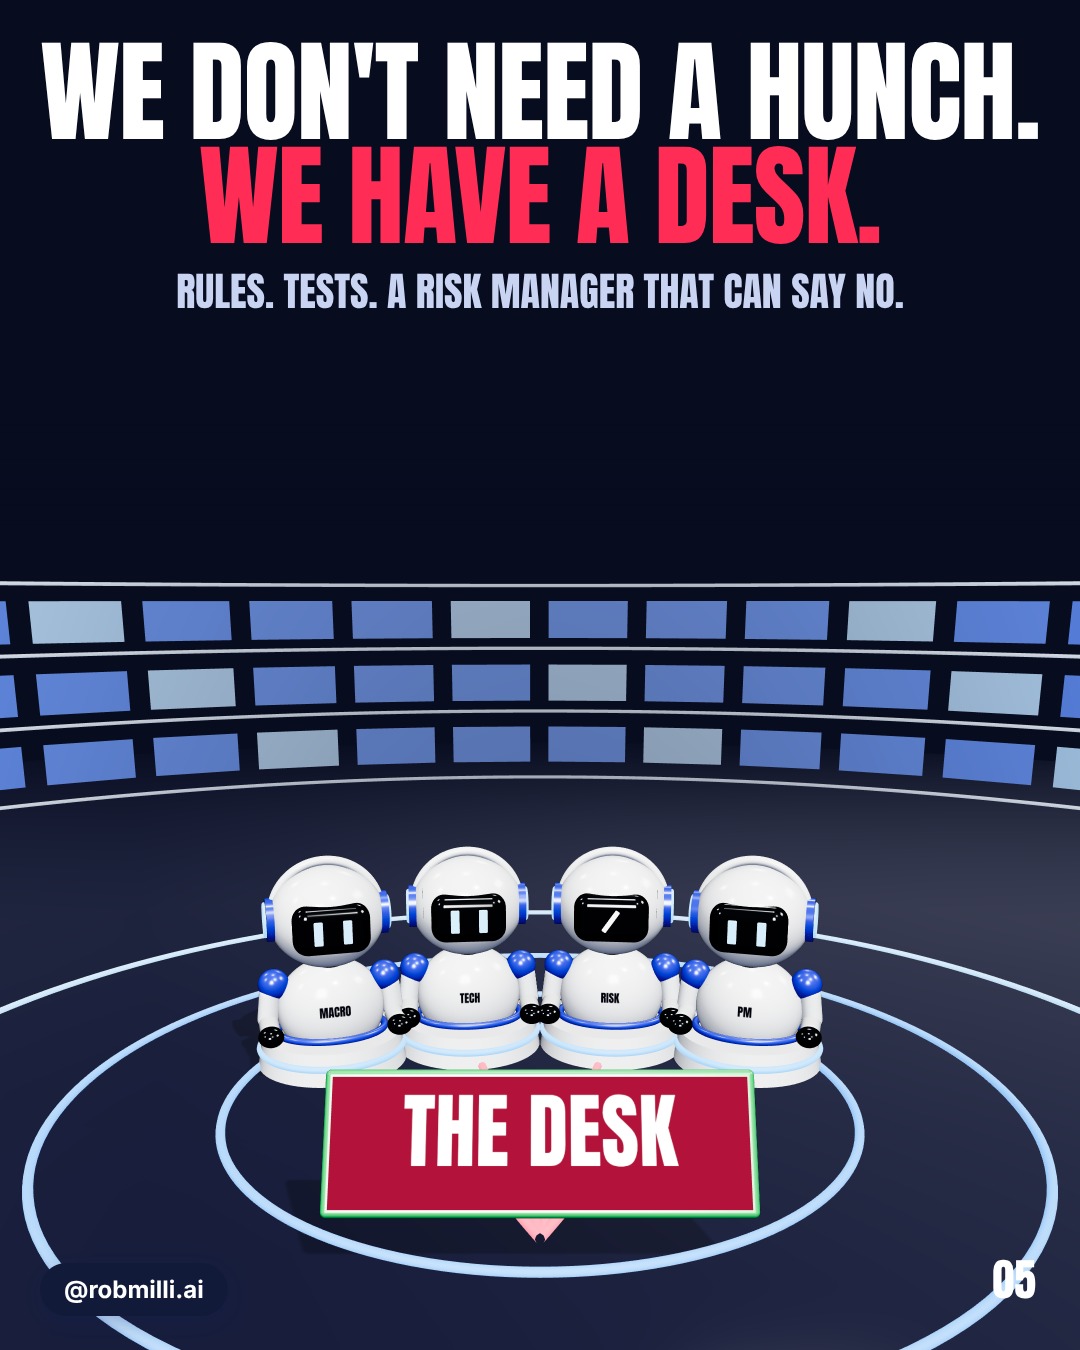 WE DON'T NEED A HUNCH.
WE HAVE A DESK.
RULES. TESTS. A RISK MANAGER THAT CAN SAY NO.
MACRO
TECH
RISK
PM
THE DESK
@robmilli.ai
05